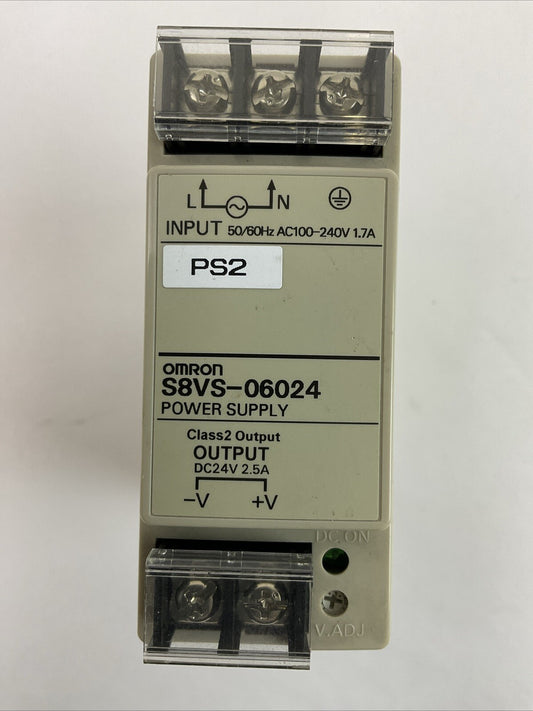 L N
INPUT 50/60Hz AC100-240V 1.7A
PS2
OMRON
S8VS-06024
POWER SUPPLY
Class2 Output
OUTPUT
DC24V 2.5A
-V +V
DC.ON
V.ADJ